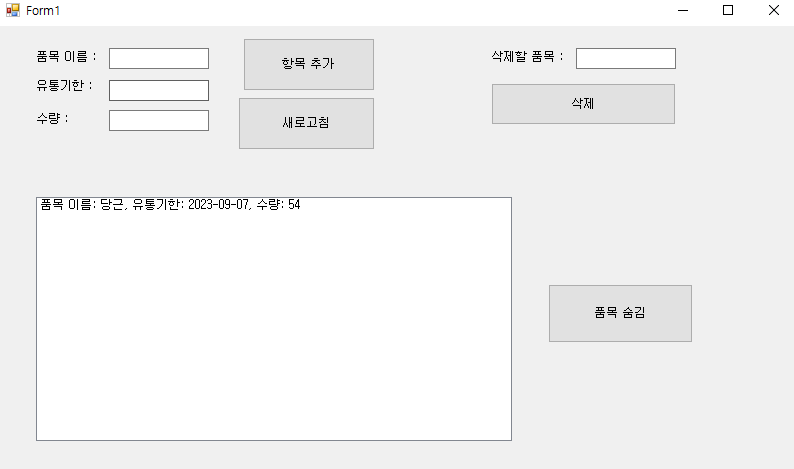 Form1
품목 이름 :
항목 추가
삭제할 품목 :
유통기한 :
삭제
수량 :
새로고침
품목 이름: 당근, 유통기한: 2023-09-07, 수량: 54
품목 숨김